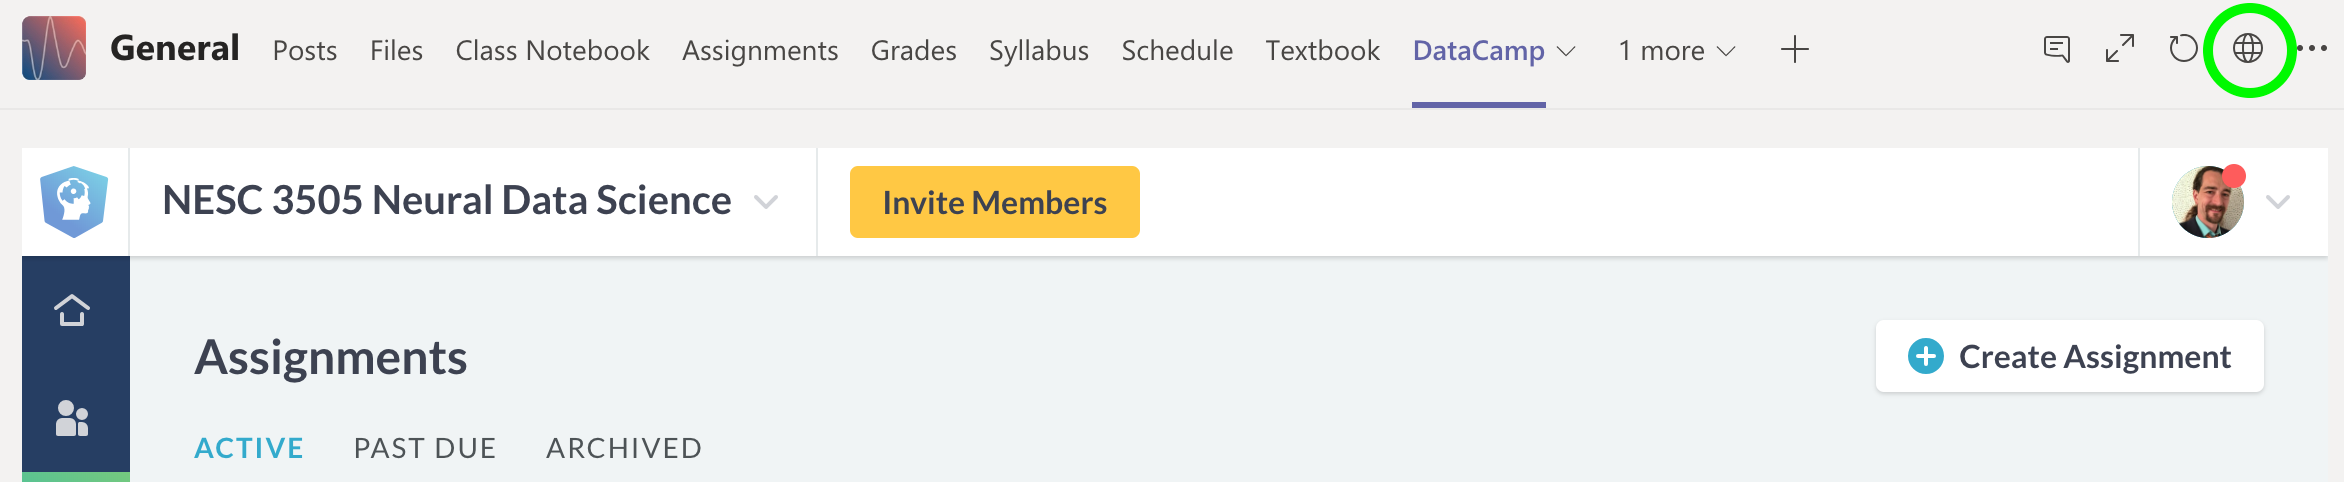 General Posts Files Class Notebook Assignments Grades Syllabus Schedule Textbook DataCamp 1 more
NESC 3505 Neural Data Science Invite Members
Assignments Create Assignment
ACTIVE PAST DUE ARCHIVED